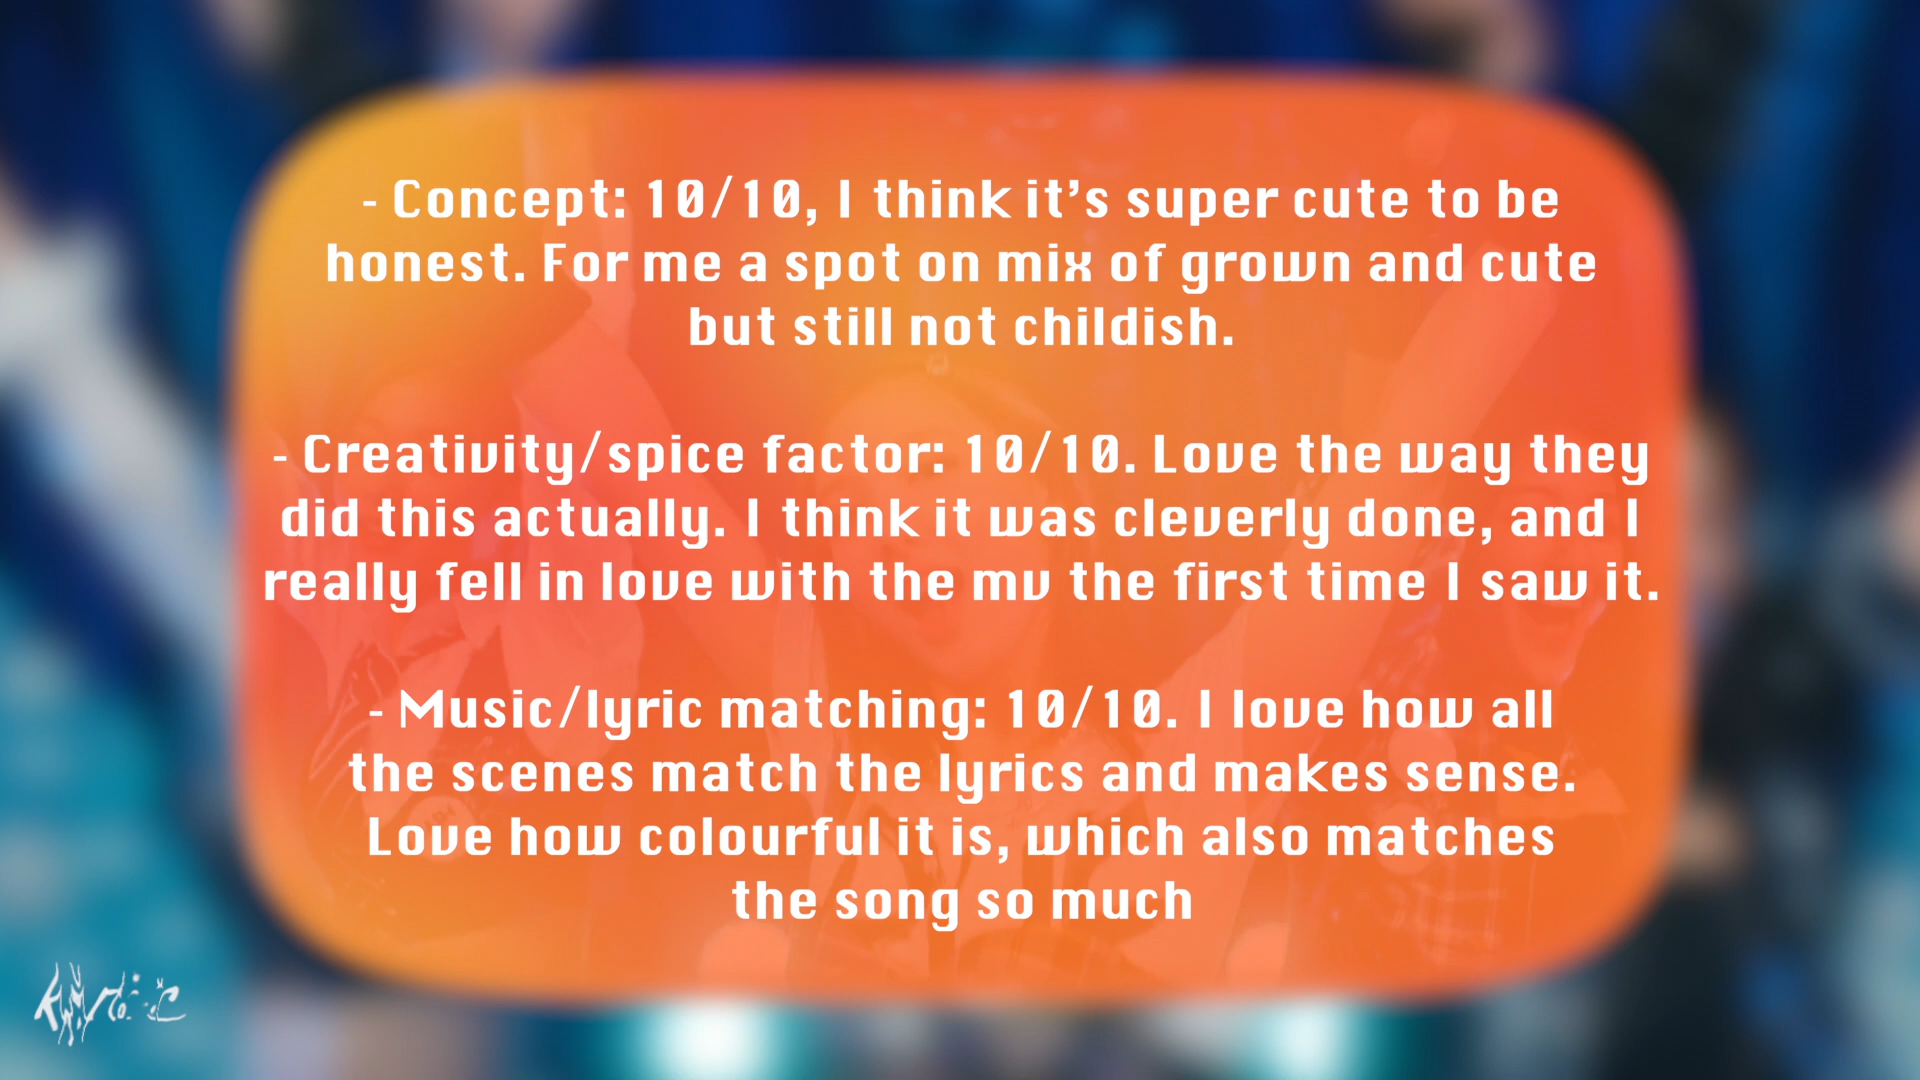 - Concept: 10/10, I think it's super cute to be
honest. For me a spot on mix of grown and cute
but still not childish.
- Creativity/spice factor: 10/10. Love the way they
did this actually. I think it was cleverly done, and I
really fell in love with the mv the first time I saw it.
- Music/lyric matching: 10/10. I love how all
the scenes match the lyrics and makes sense.
Love how colourful it is, which also matches
the song so much